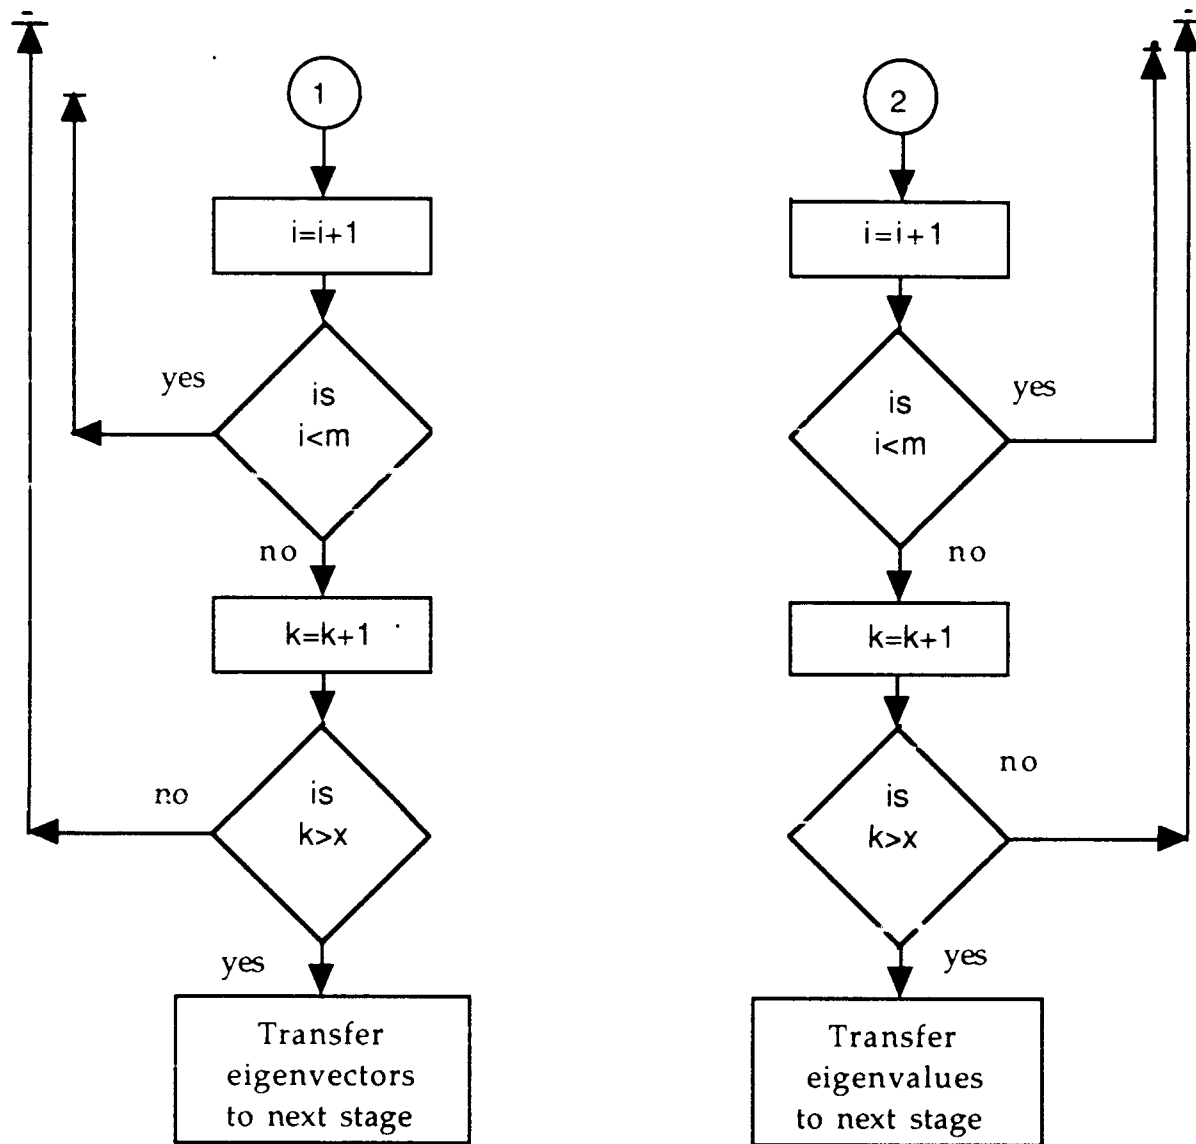 1
i=i+1
yes
is
i<m
no
k=k+1
no
is
k>x
yes
Transfer
eigenvectors
to next stage
2
i=i+1
is
i<m
yes
no
k=k+1
no
is
k>x
yes
Transfer
eigenvalues
to next stage